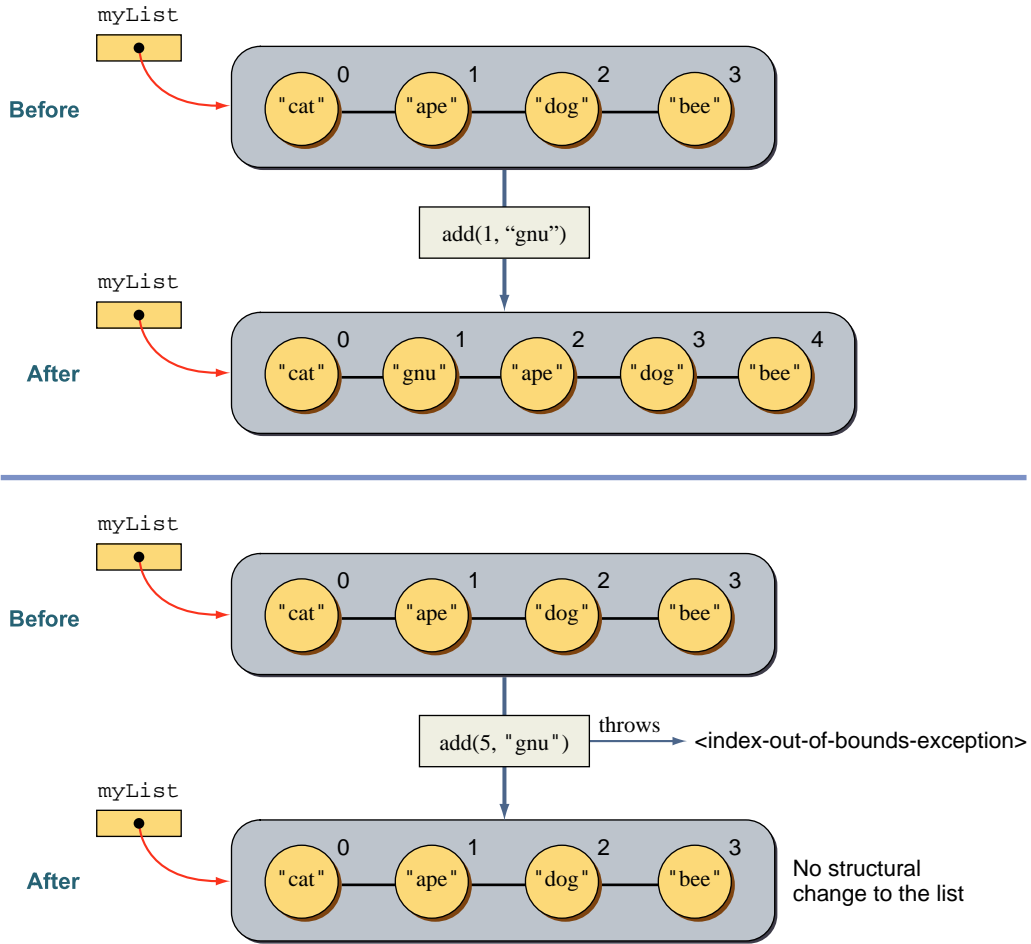 myList
Before
0 1 2 3
"cat" "ape" "dog" "bee"
add(1, “gnu”)
myList
After
0 1 2 3 4
"cat" "gnu" "ape" "dog" "bee"
myList
Before
0 1 2 3
"cat" "ape" "dog" "bee"
add(5, "gnu") throws <index-out-of-bounds-exception>
myList
After
0 1 2 3
"cat" "ape" "dog" "bee"
No structural
change to the list